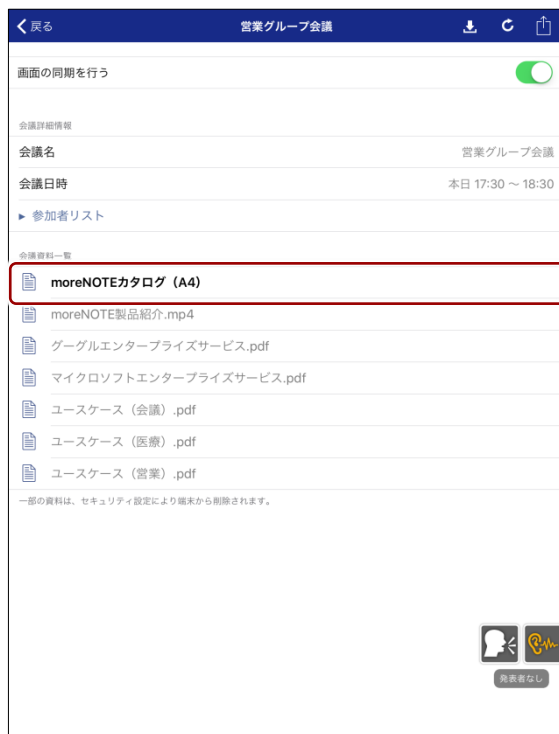 戻る 営業グループ会議
画面の同期を行う
会議詳細情報
会議名 営業グループ会議
会議日時 本日 17:30 ~ 18:30
▶ 参加者リスト
会議資料一覧
moreNOTEカタログ（A4）
moreNOTE製品紹介.mp4
グーグルエンタープライズサービス.pdf
マイクロソフトエンタープライズサービス.pdf
ユースケース（会議）.pdf
ユースケース（医療）.pdf
ユースケース（営業）.pdf
一部の資料は、セキュリティ設定により端末から削除されます。
発表者なし